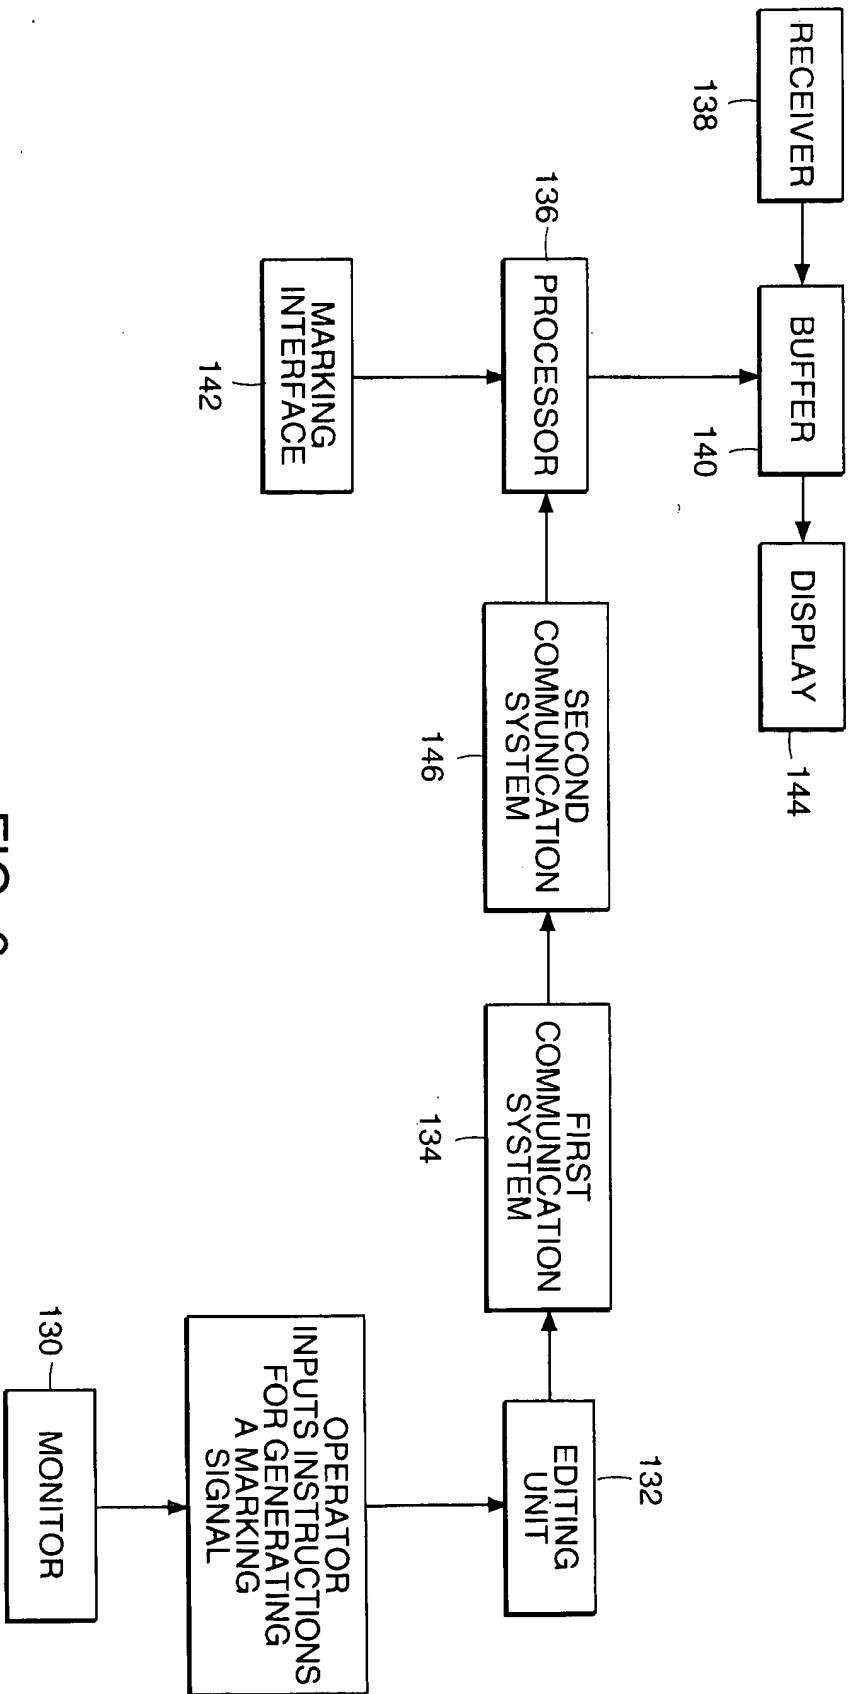 RECEIVER
138
BUFFER
140
DISPLAY
144
136
PROCESSOR
MARKING
INTERFACE
142
SECOND
COMMUNICATION
SYSTEM
146
FIRST
COMMUNICATION
SYSTEM
134
132
EDITING
UNIT
OPERATOR
INPUTS INSTRUCTIONS
FOR GENERATING
A MARKING
SIGNAL
130
MONITOR
FIG.